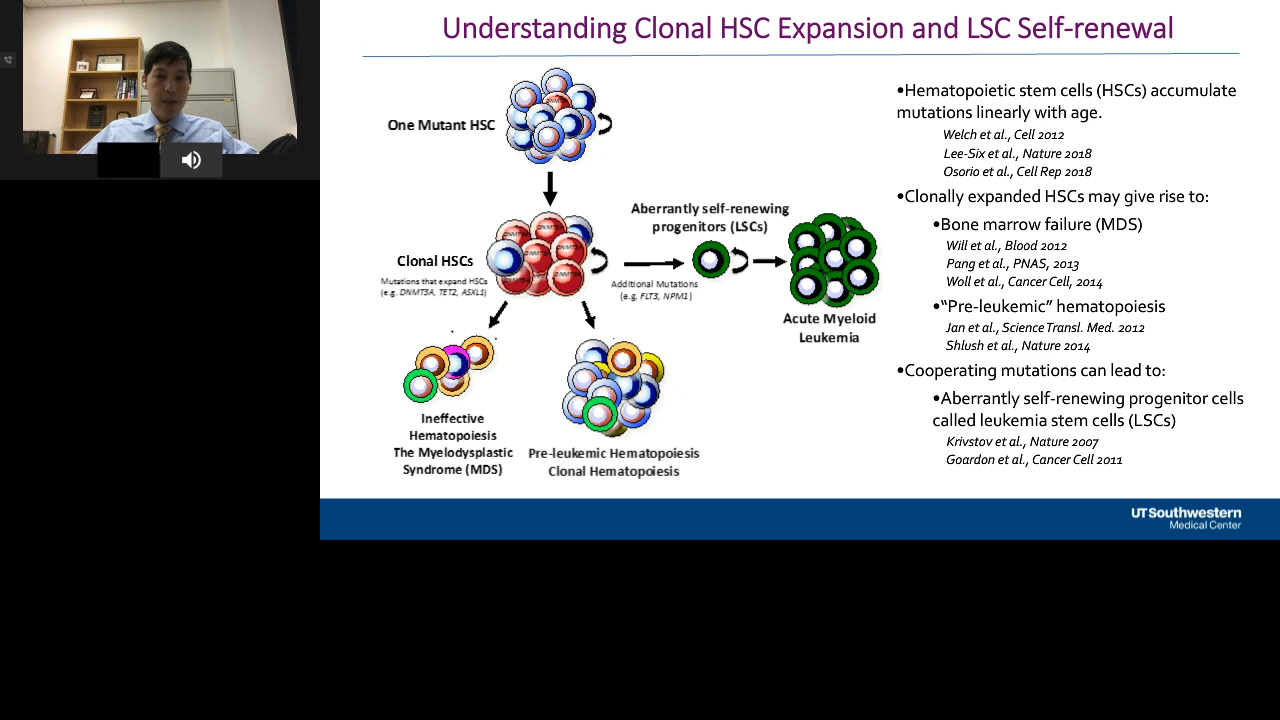 Understanding Clonal HSC Expansion and LSC Self-renewal
One Mutant HSC
Clonal HSCs
Mutations that expand HSCs
(e.g. DNMT3A, TET2, ASXL1)
Aberrantly self-renewing
progenitors (LSCs)
Additional Mutations
(e.g. FLT3, NPM1)
Acute Myeloid
Leukemia
Ineffective
Hematopoiesis
The Myelodysplastic
Syndrome (MDS)
Pre-leukemic Hematopoiesis
Clonal Hematopoiesis
•Hematopoietic stem cells (HSCs) accumulate
mutations linearly with age.
Welch et al., Cell 2012
Lee-Six et al., Nature 2018
Osorio et al., Cell Rep 2018
•Clonally expanded HSCs may give rise to:
•Bone marrow failure (MDS)
Will et al., Blood 2012
Pang et al., PNAS, 2013
Woll et al., Cancer Cell, 2014
•“Pre-leukemic” hematopoiesis
Jan et al., Science Transl. Med. 2012
Shlush et al., Nature 2014
•Cooperating mutations can lead to:
•Aberrantly self-renewing progenitor cells
called leukemia stem cells (LSCs)
Krivstov et al., Nature 2007
Goardon et al., Cancer Cell 2011
UTSouthwestern
Medical Center